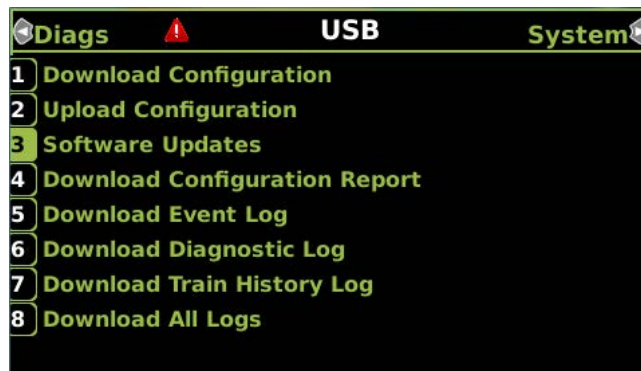 Diags USB System
1 Download Configuration
2 Upload Configuration
3 Software Updates
4 Download Configuration Report
5 Download Event Log
6 Download Diagnostic Log
7 Download Train History Log
8 Download All Logs